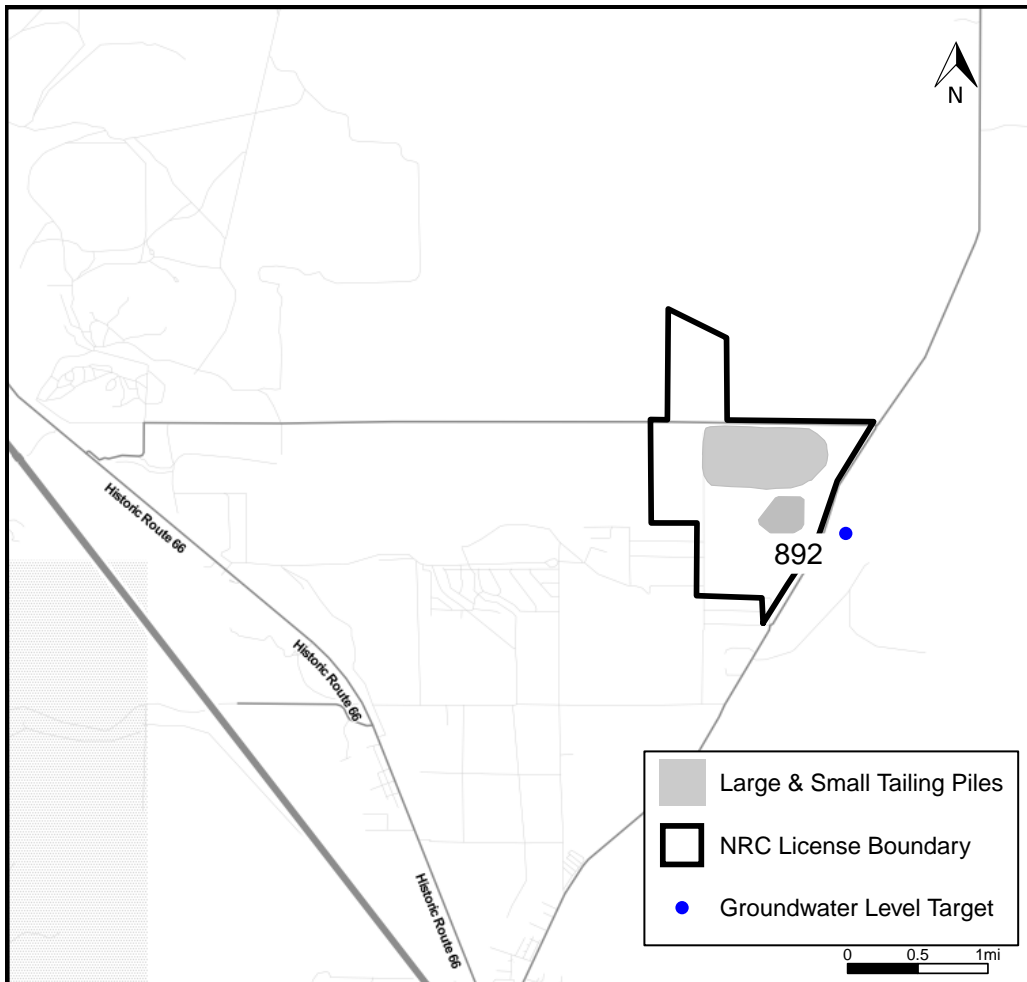 N
Historic Route 66
892
Historic Route 66
Large & Small Tailing Piles
NRC License Boundary
Historic Route 66
Groundwater Level Target
0 0.5 1mi